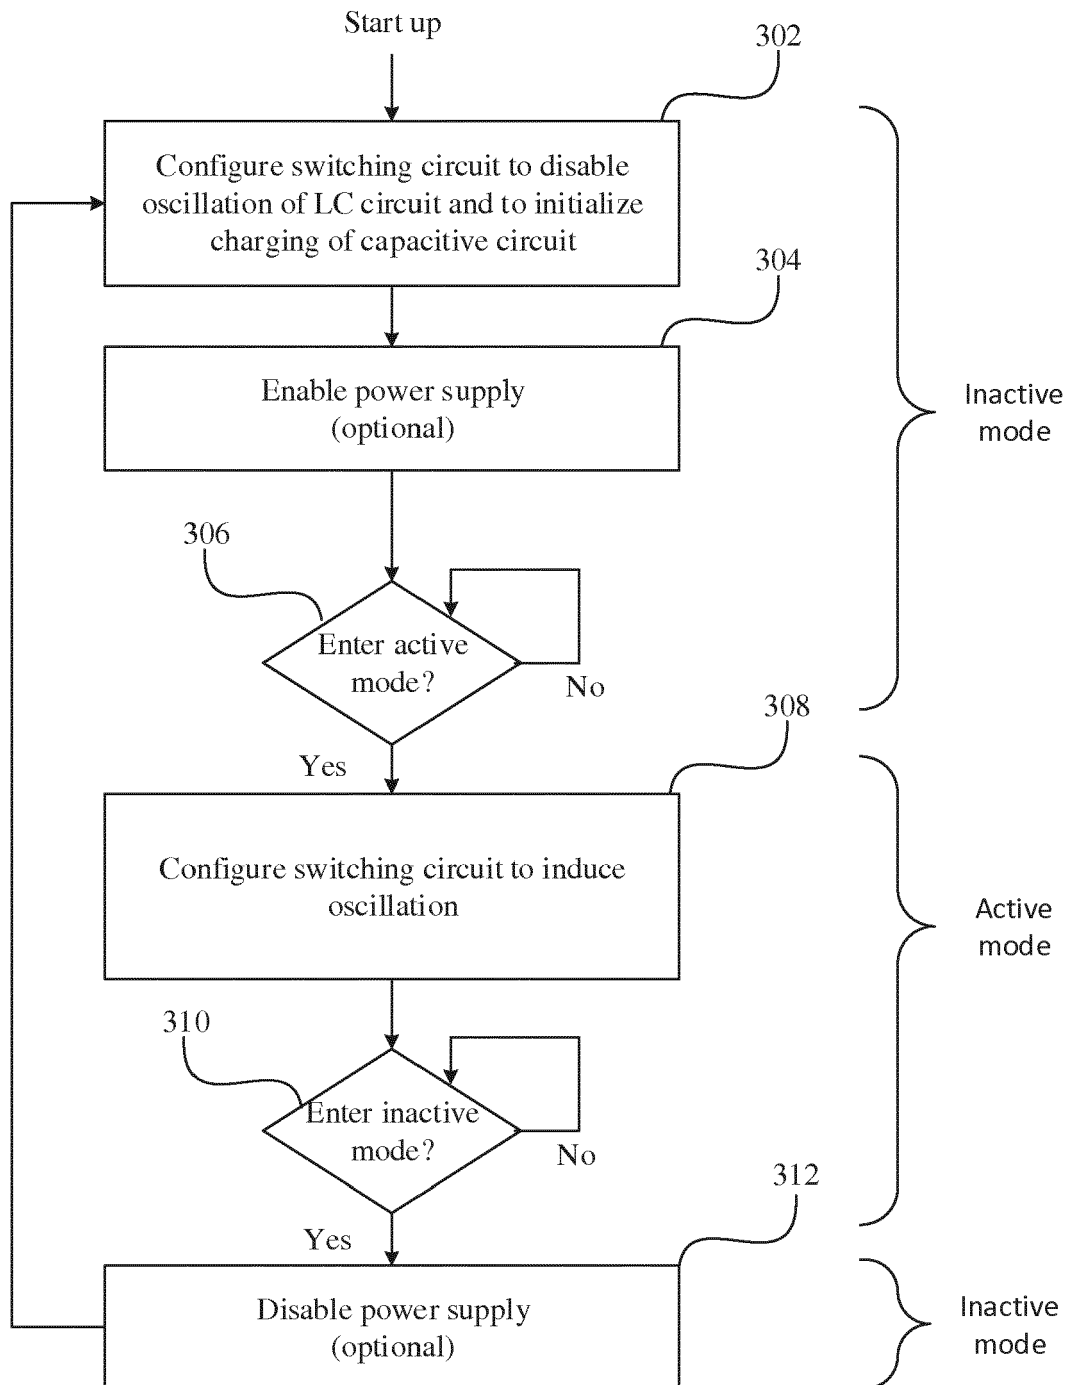 Start up
302
Configure switching circuit to disable
oscillation of LC circuit and to initialize
charging of capacitive circuit
304
Enable power supply
(optional)
Inactive
mode
306
Enter active
mode?
No
308
Yes
Configure switching circuit to induce
oscillation
Active
mode
310
Enter inactive
mode?
No
312
Yes
Disable power supply
(optional)
Inactive
mode